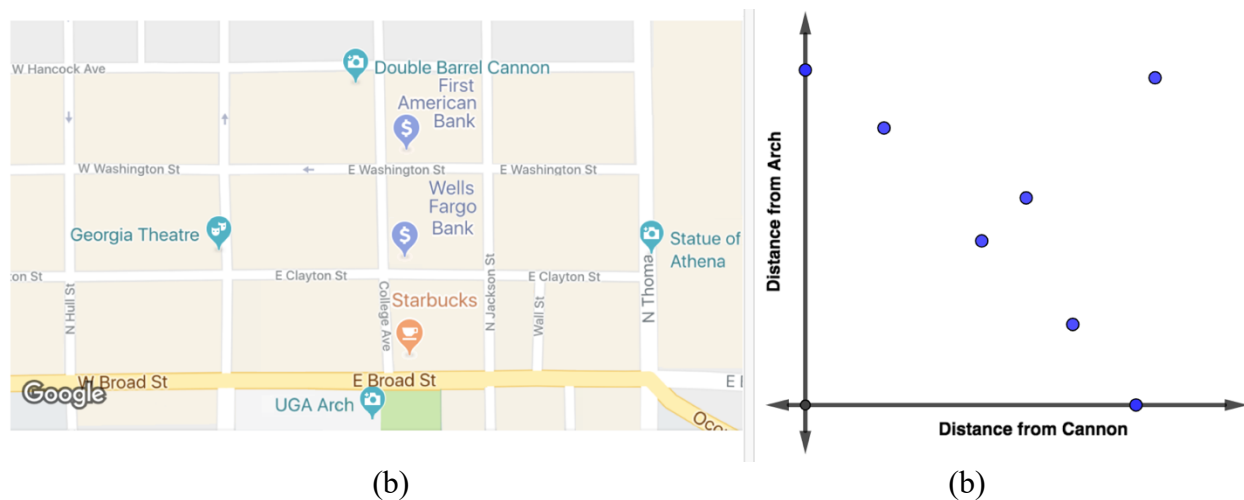 W Hancock Ave
Double Barrel Cannon
First
American
Bank
W Washington St
E Washington St
E Washington St
Wells
Fargo
Bank
Georgia Theatre
Statue of
Athena
on St
E Clayton St
E Clayton St
N Hull St
College Ave
N Jackson St
Wall St
N Thoma
Starbucks
W Broad St
E Broad St
E
Google
UGA Arch
Oco
(b)
Distance from Arch
Distance from Cannon
(b)